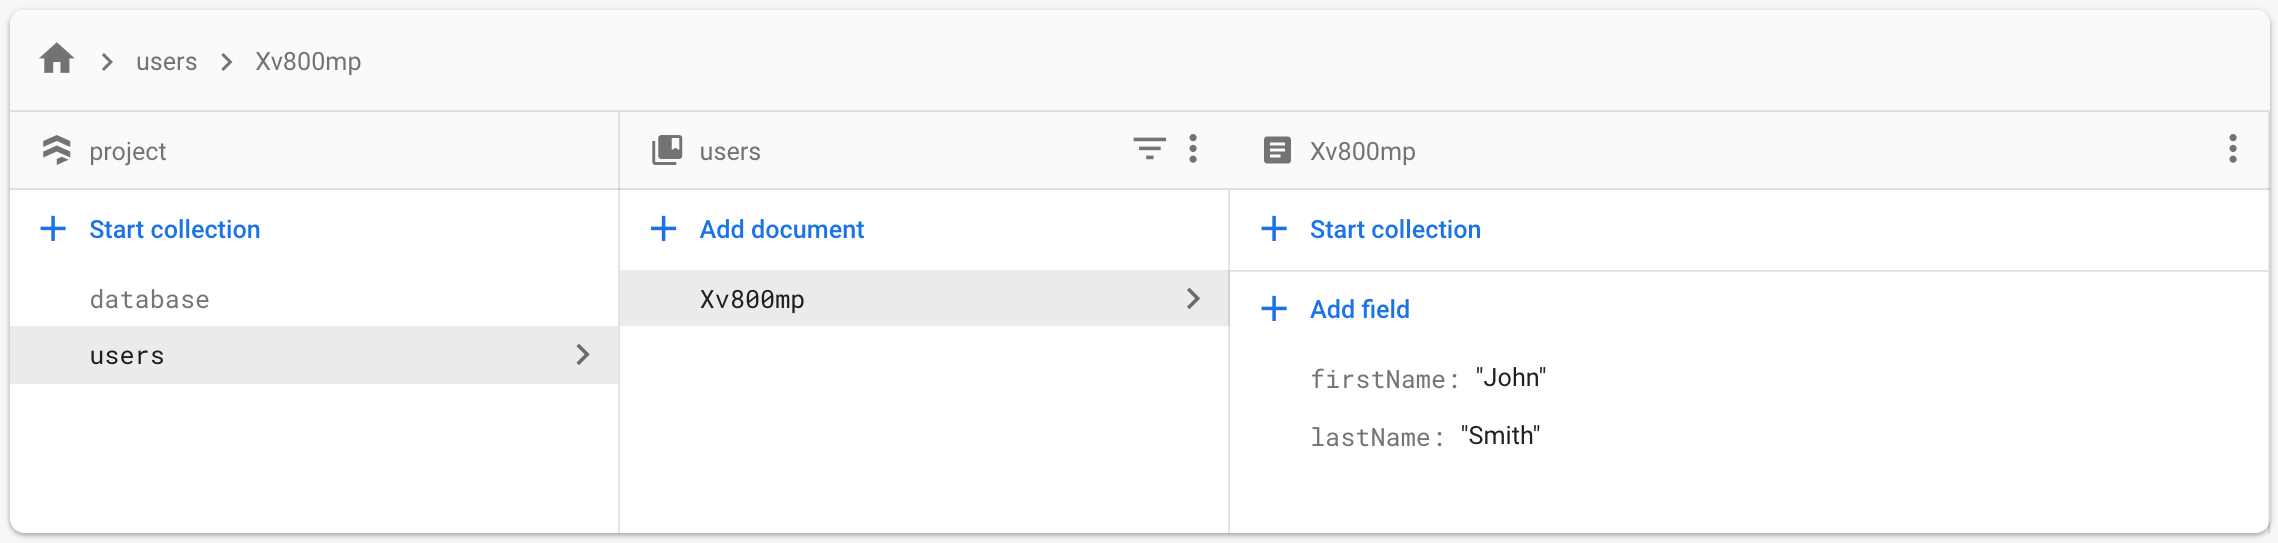 users Xv800mp
project
Start collection
database
users
users
Add document
Xv800mp
Xv800mp
Start collection
Add field
firstName: "John"
lastName: "Smith"